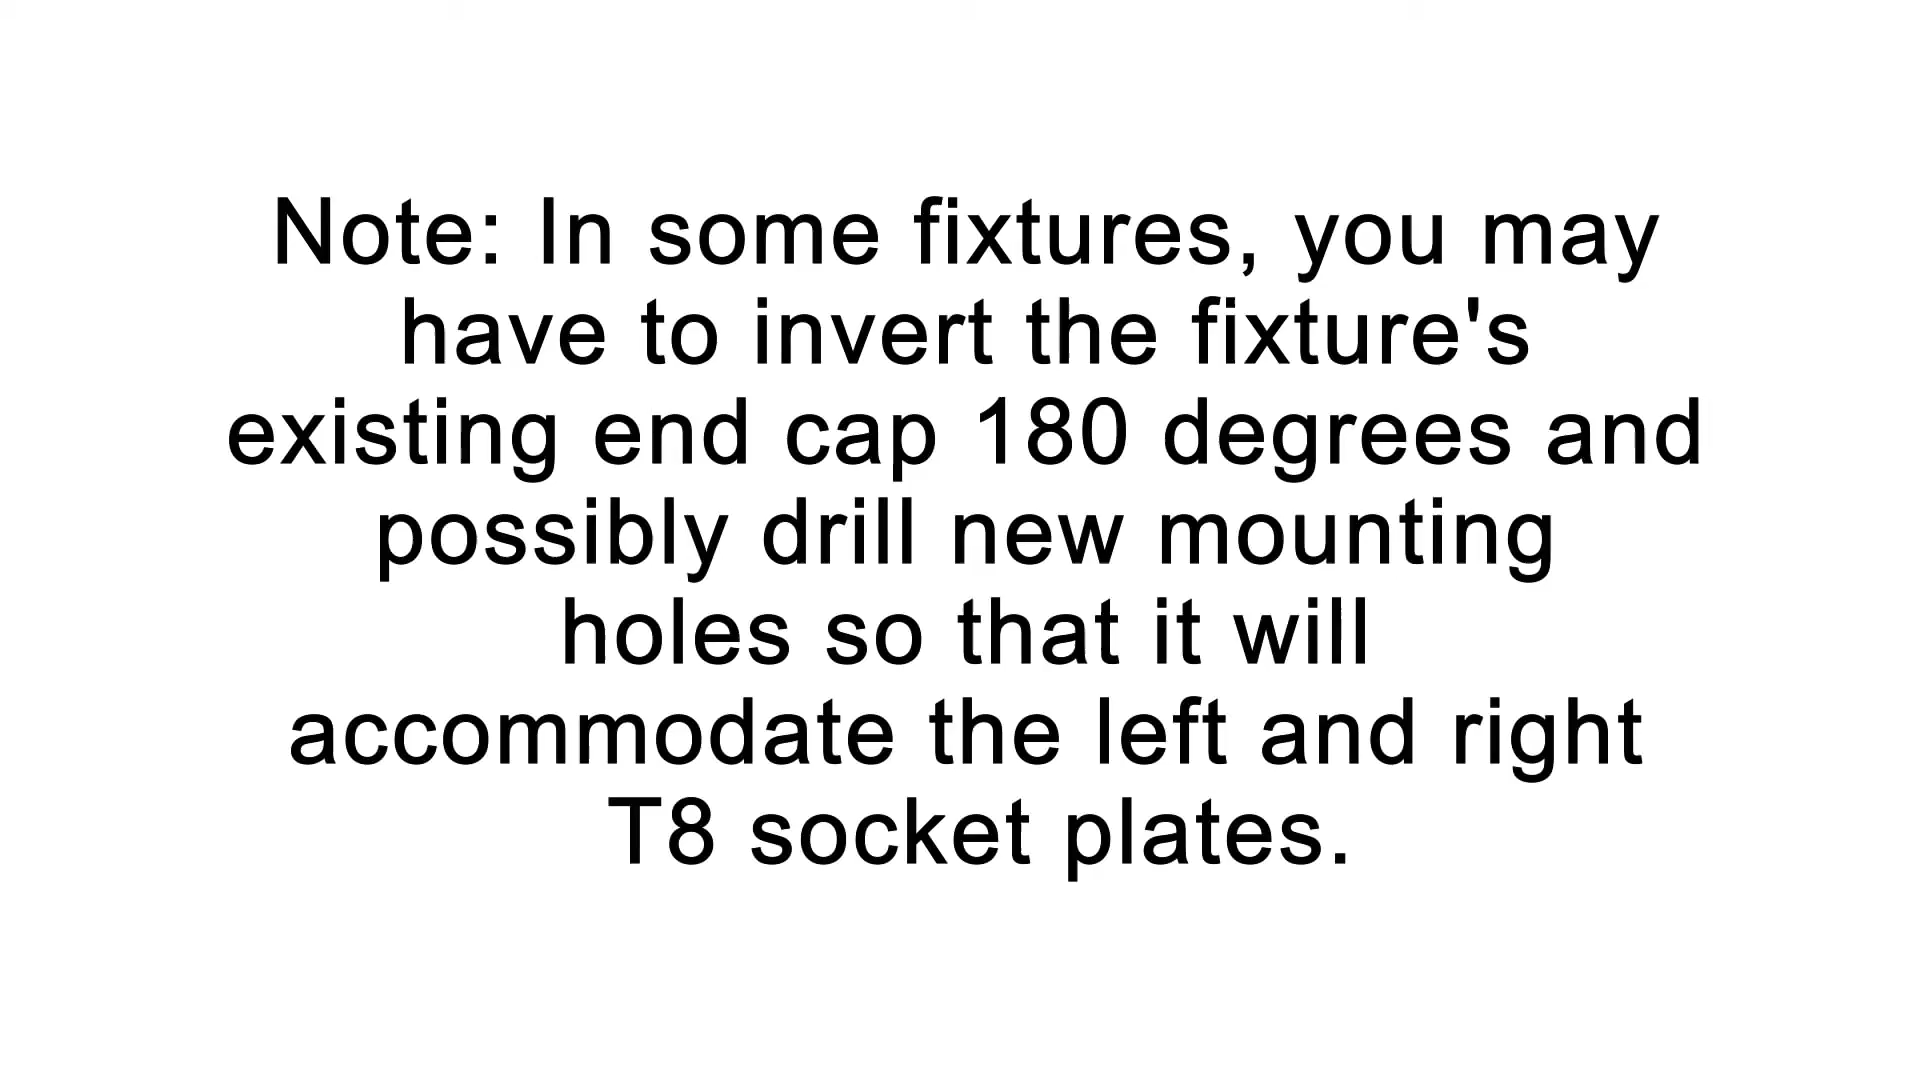 Note: In some fixtures, you may
have to invert the fixture's
existing end cap 180 degrees and
possibly drill new mounting
holes so that it will
accommodate the left and right
T8 socket plates.